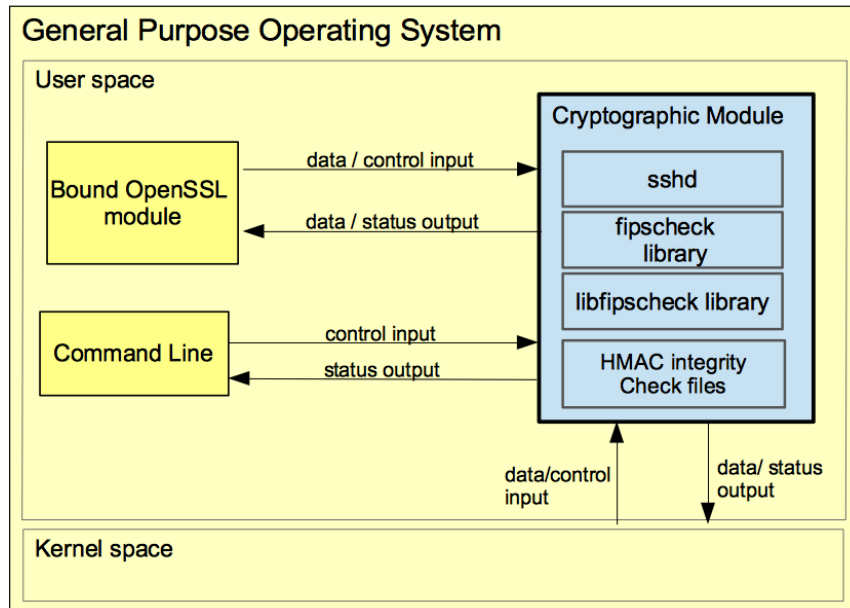 General Purpose Operating System
User space
Cryptographic Module
Bound OpenSSL
module
data / control input
data / status output
sshd
fipscheck
library
libfipscheck library
HMAC integrity
Check files
Command Line
control input
status output
data/control
input
data/ status
output
Kernel space